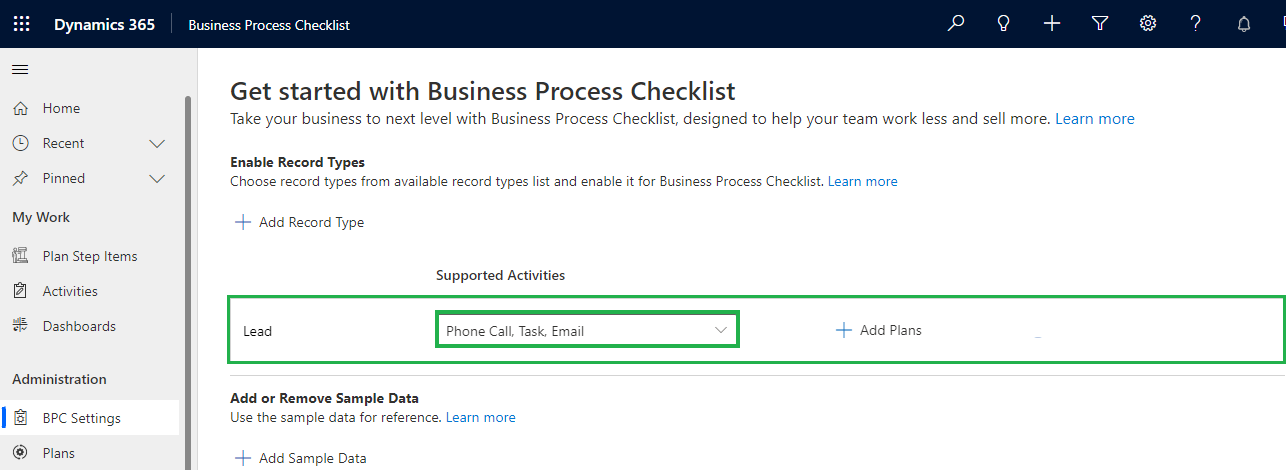 Dynamics 365 Business Process Checklist
Home
Recent
Pinned
My Work
Plan Step Items
Activities
Dashboards
Administration
BPC Settings
Plans
Get started with Business Process Checklist
Take your business to next level with Business Process Checklist, designed to help your team work less and sell more. Learn more
Enable Record Types
Choose record types from available record types list and enable it for Business Process Checklist. Learn more
Add Record Type
Supported Activities
Lead Phone Call, Task, Email Add Plans
Add or Remove Sample Data
Use the sample data for reference. Learn more
Add Sample Data